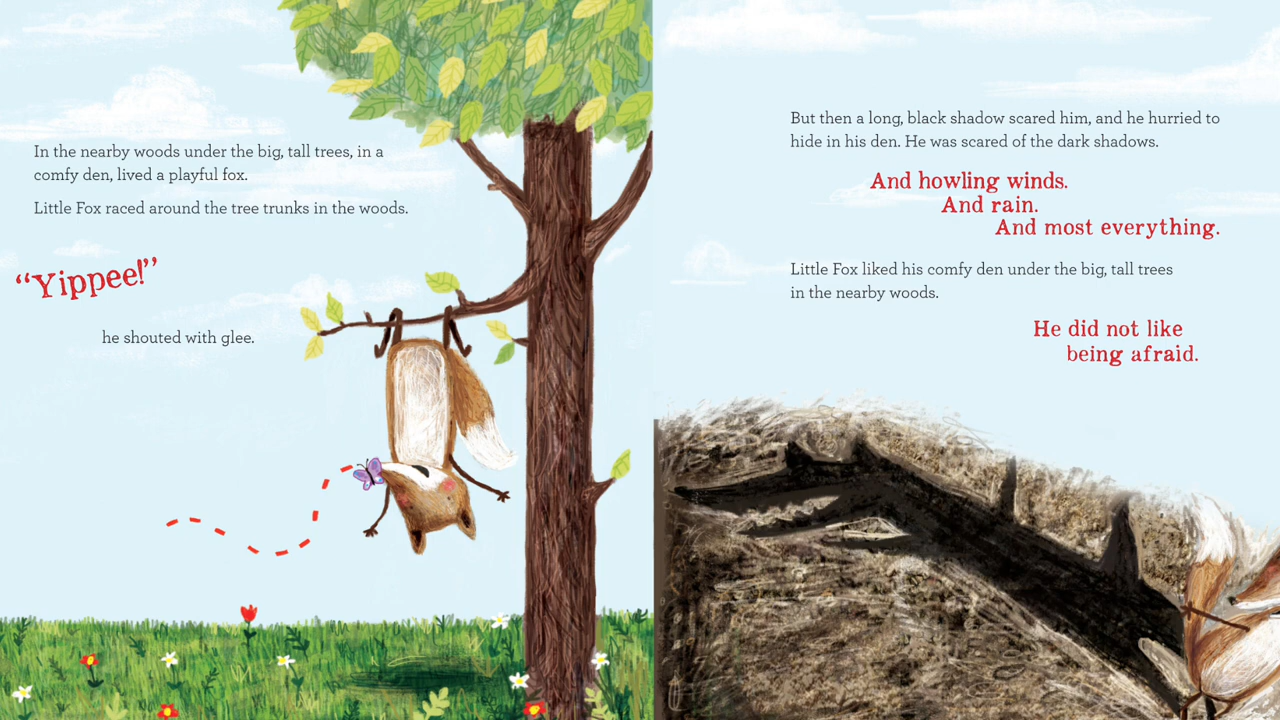 In the nearby woods under the big, tall trees, in a
comfy den, lived a playful fox.
Little Fox raced around the tree trunks in the woods.
“Yippee!”
he shouted with glee.
But then a long, black shadow scared him, and he hurried to
hide in his den. He was scared of the dark shadows.
And howling winds.
And rain.
And most everything.
Little Fox liked his comfy den under the big, tall trees
in the nearby woods.
He did not like
being afraid.